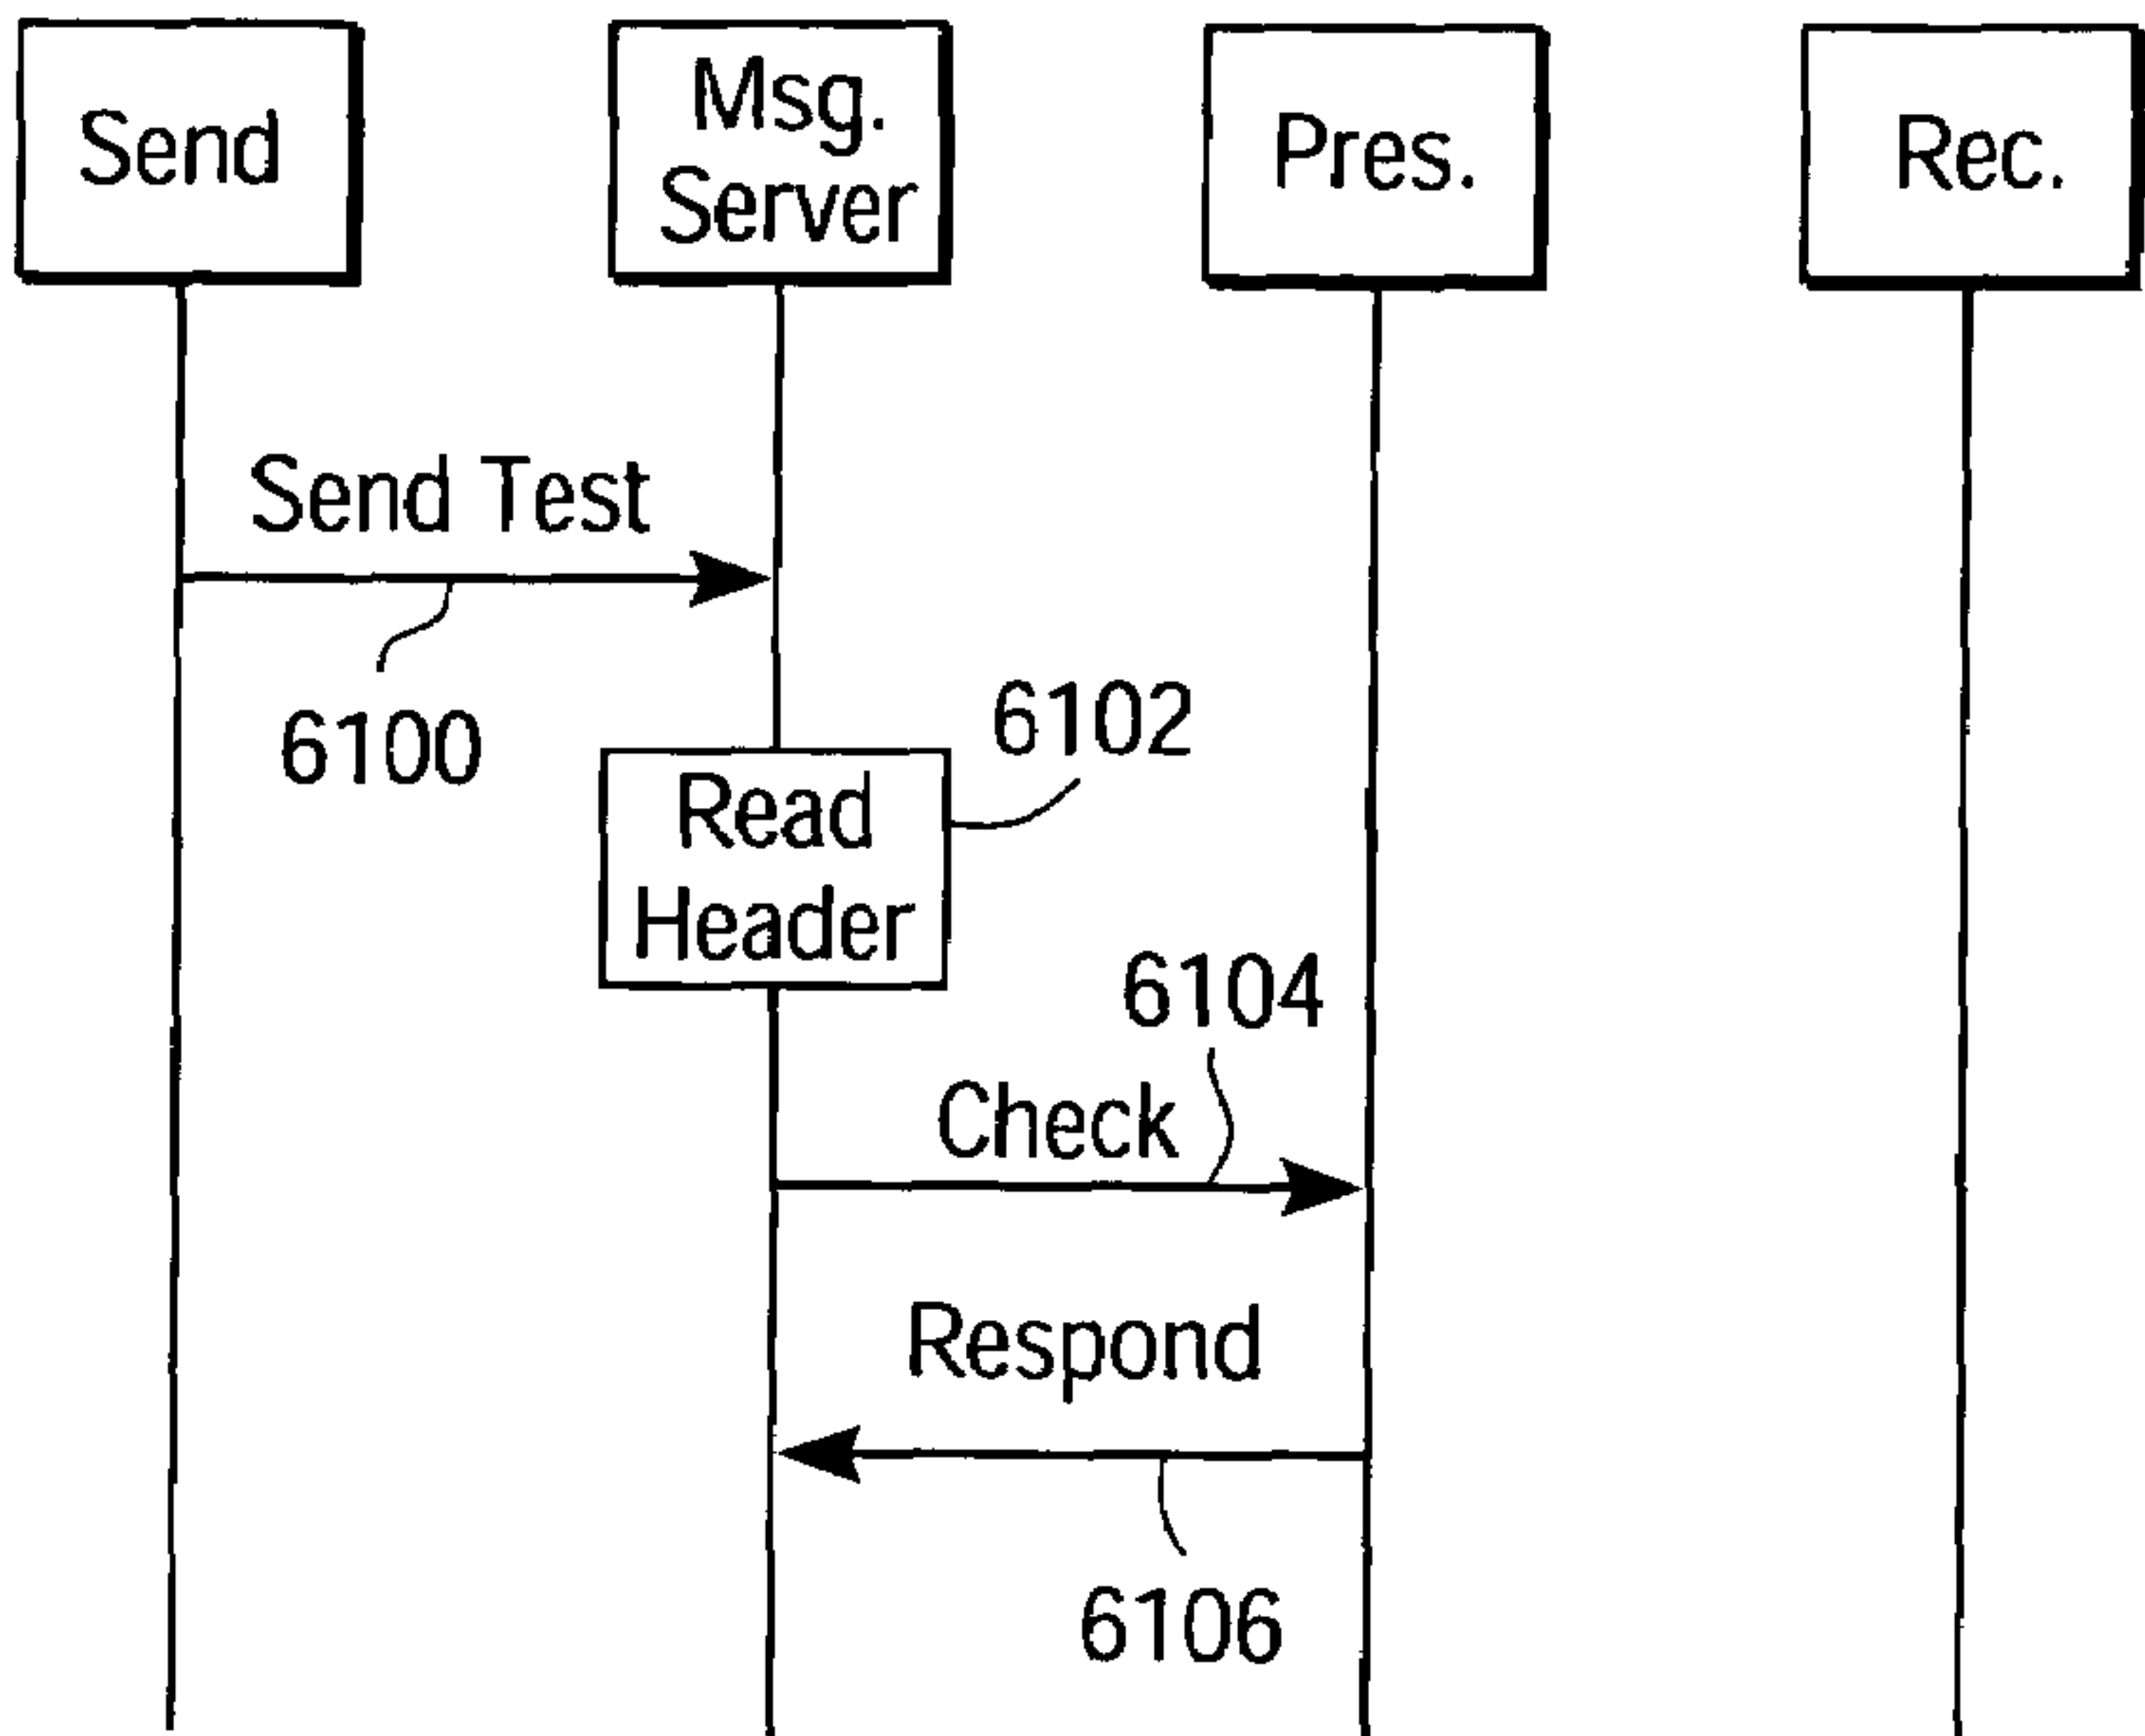 Send
Msg.
Server
Pres.
Rec.
Send Test
6100
6102
Read
Header
6104
Check
Respond
6106